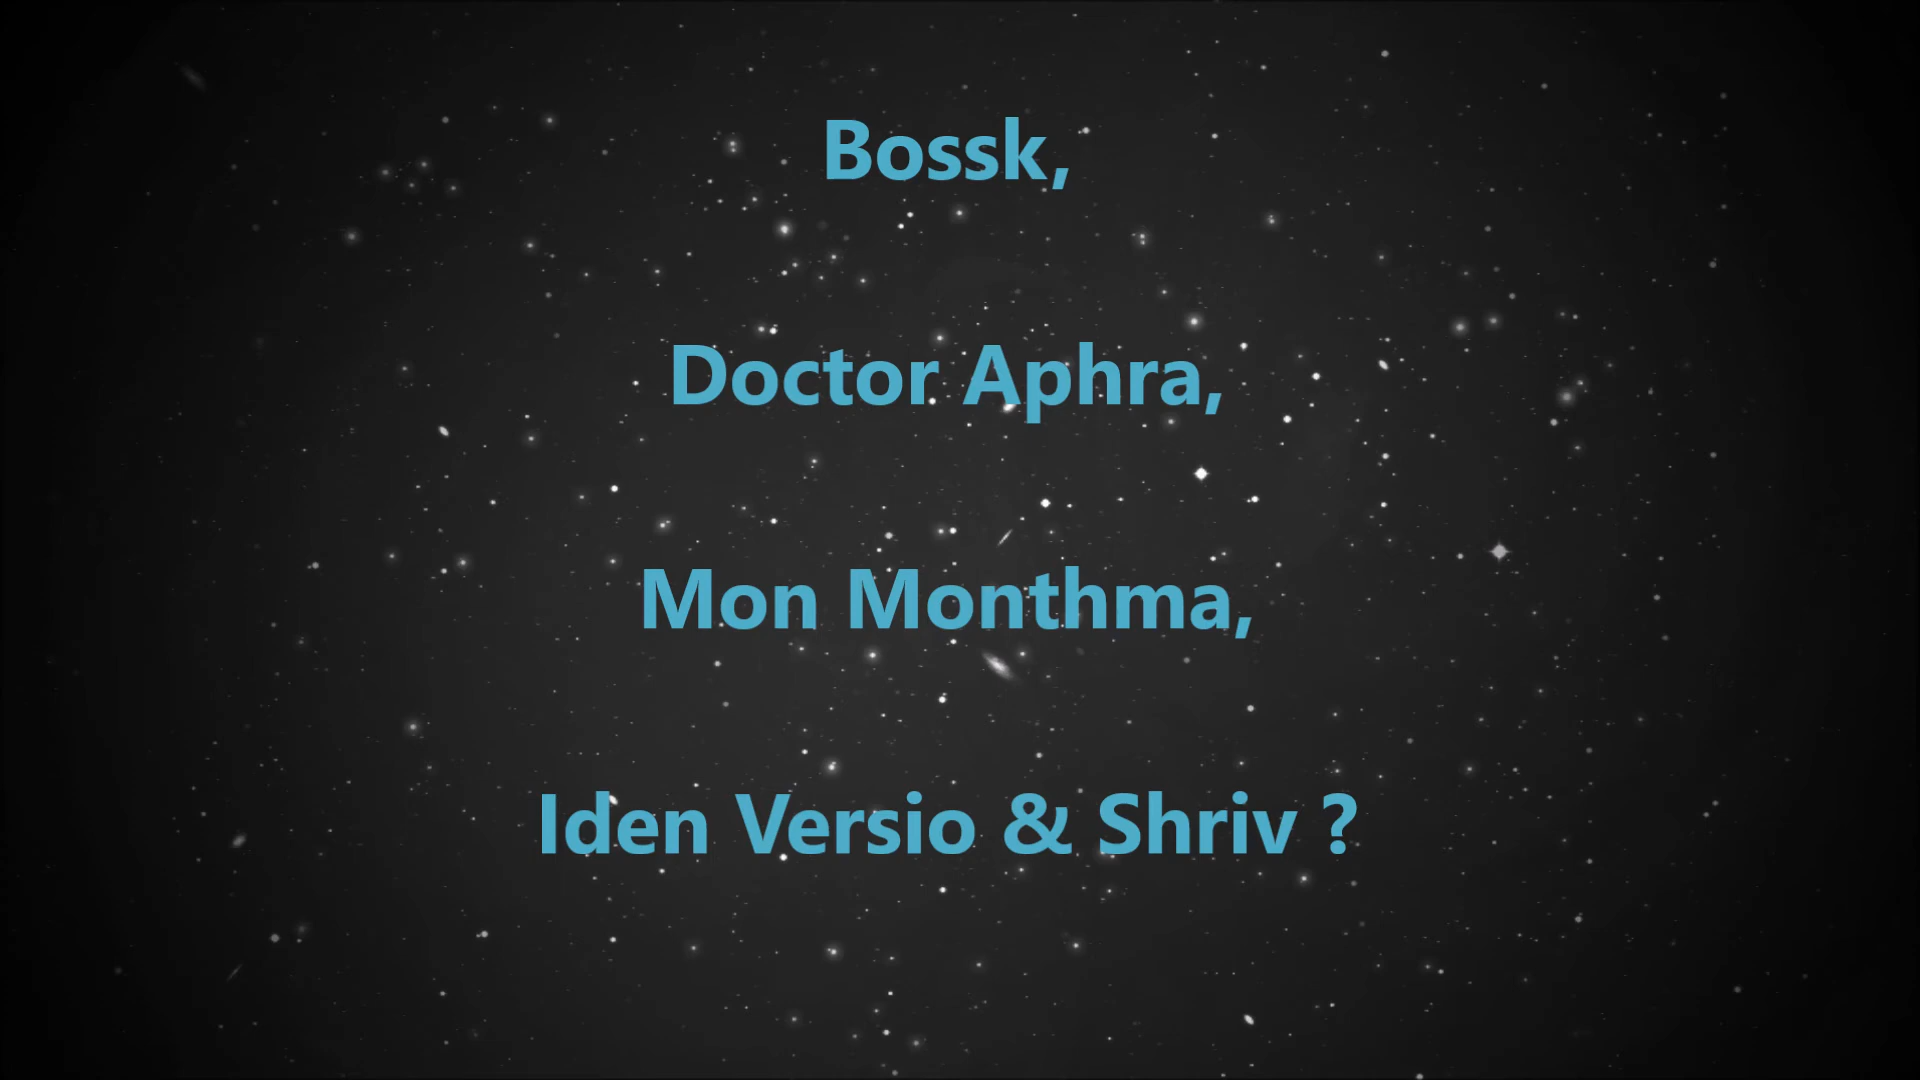 Bossk,
Doctor Aphra,
Mon Monthma,
Iden Versio & Shriv ?